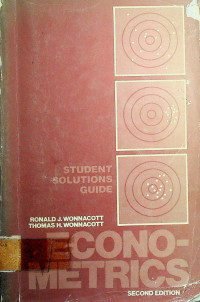 STUDENT
SOLUTIONS
GUIDE
RONALD J. WONNACOTT
THOMAS H. WONNACOTT
ECONO-
METRICS
SECOND EDITION